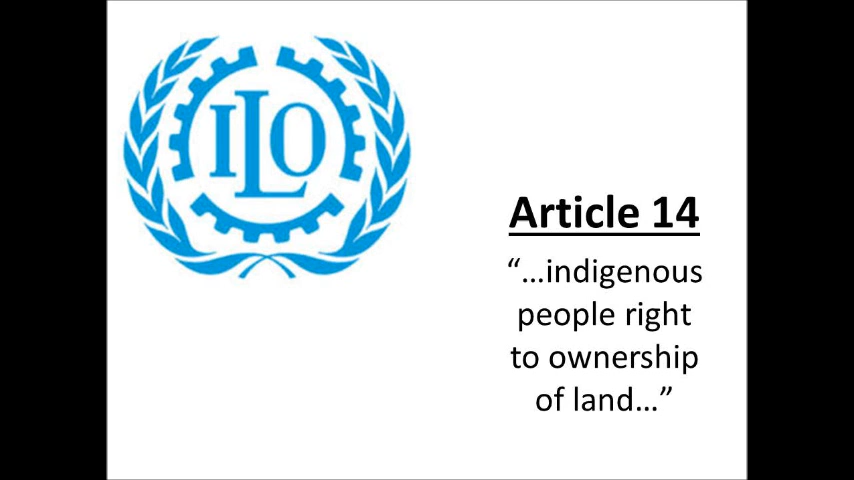 ILO
Article 14
“…indigenous
people right
to ownership
of land…”